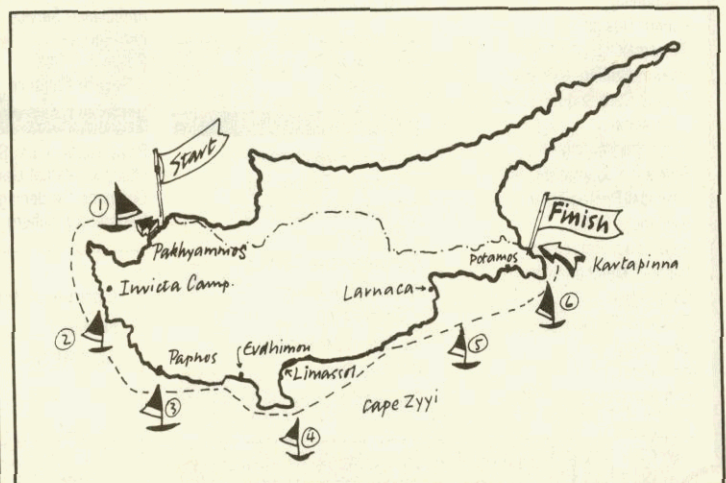 Start
Finish
①
Pakhyammos
Potamos
Kartapinna
Invicta Camp.
Larnaca
⑥
②
⑤
Evdhimou
Paphos
Limassol
③
Cape Zyyi
④